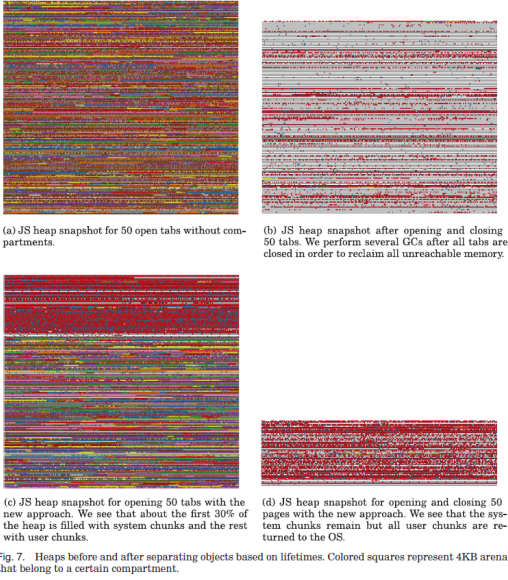 (a) JS heap snapshot for 50 open tabs without com-
partments.
(b) JS heap snapshot after opening and closing
50 tabs. We perform several GCs after all tabs are
closed in order to reclaim all unreachable memory.
(c) JS heap snapshot for opening 50 tabs with the
new approach. We see that about the first 30% of
the heap is filled with system chunks and the rest
with user chunks.
(d) JS heap snapshot for opening and closing 50
pages with the new approach. We see that the sys-
tem chunks remain but all user chunks are re-
turned to the OS.
Fig. 7. Heaps before and after separating objects based on lifetimes. Colored squares represent 4KB arena
that belong to a certain compartment.